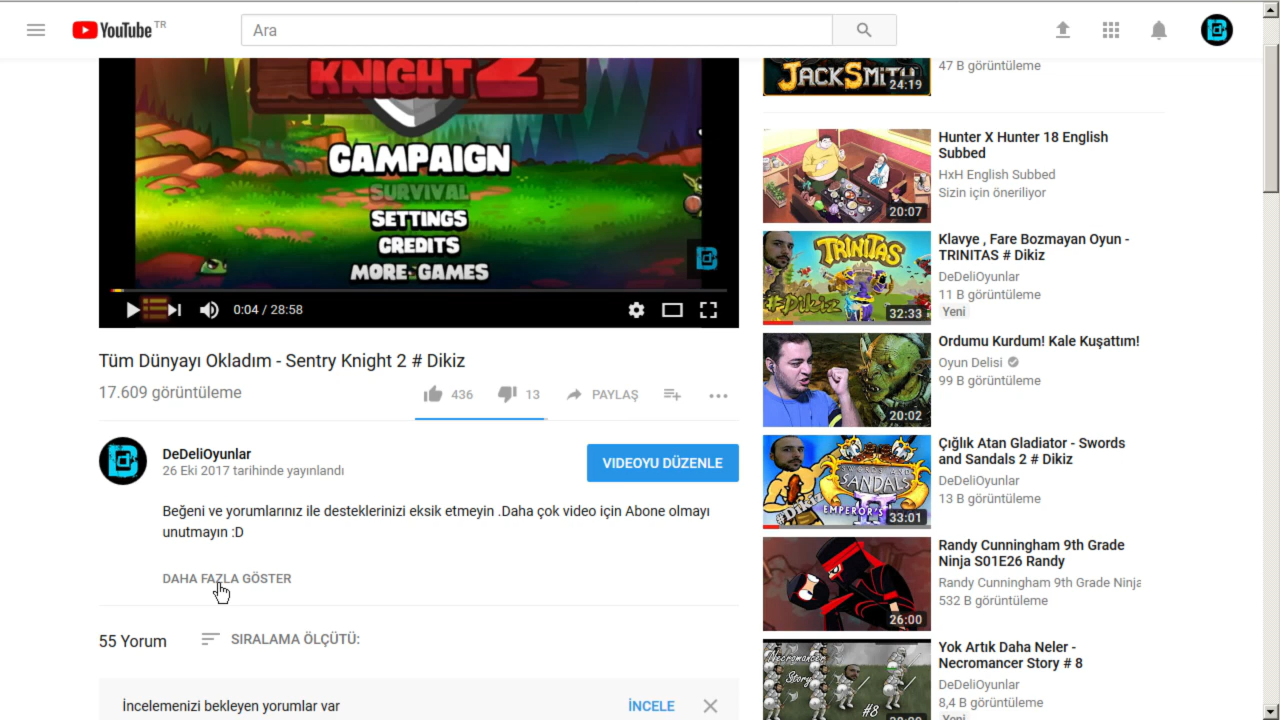 YouTube TR
Ara
KNIGHT 2
CAMPAIGN
SURVIVAL
SETTINGS
CREDITS
MORE GAMES
0:04 / 28:58
Tüm Dünyayı Okladım - Sentry Knight 2 # Dikiz
17.609 görüntüleme
436
13
PAYLAŞ
DeDeliOyunlar
26 Eki 2017 tarihinde yayınlandı
VIDEOYU DÜZENLE
Beğeni ve yorumlarınız ile desteklerinizi eksik etmeyin .Daha çok video için Abone olmayı
unutmayın :D
DAHA FAZLA GÖSTER
55 Yorum
SIRALAMA ÖLÇÜTÜ:
İncelemenizi bekleyen yorumlar var
İNCELE
JACKSMITH
24:19
47 B görüntüleme
20:07
Hunter X Hunter 18 English
Subbed
HxH English Subbed
Sizin için öneriliyor
TRINITAS
#Dikiz
32:33
Klavye , Fare Bozmayan Oyun -
TRINITAS # Dikiz
DeDeliOyunlar
11 B görüntüleme
Yeni
20:02
Ordumu Kurdum! Kale Kuşattım!
Oyun Delisi
99 B görüntüleme
SWORDS AND
SANDALS
II
EMPEROR'S
#DİKİZ
33:01
Çığlık Atan Gladiator - Swords
and Sandals 2 # Dikiz
DeDeliOyunlar
13 B görüntüleme
26:00
Randy Cunningham 9th Grade
Ninja S01E26 Randy
Randy Cunningham 9th Grade Ninja
532 B görüntüleme
Necromancer
Story
#8
Yok Artık Daha Neler -
Necromancer Story # 8
DeDeliOyunlar
8,4 B görüntüleme
Yeni